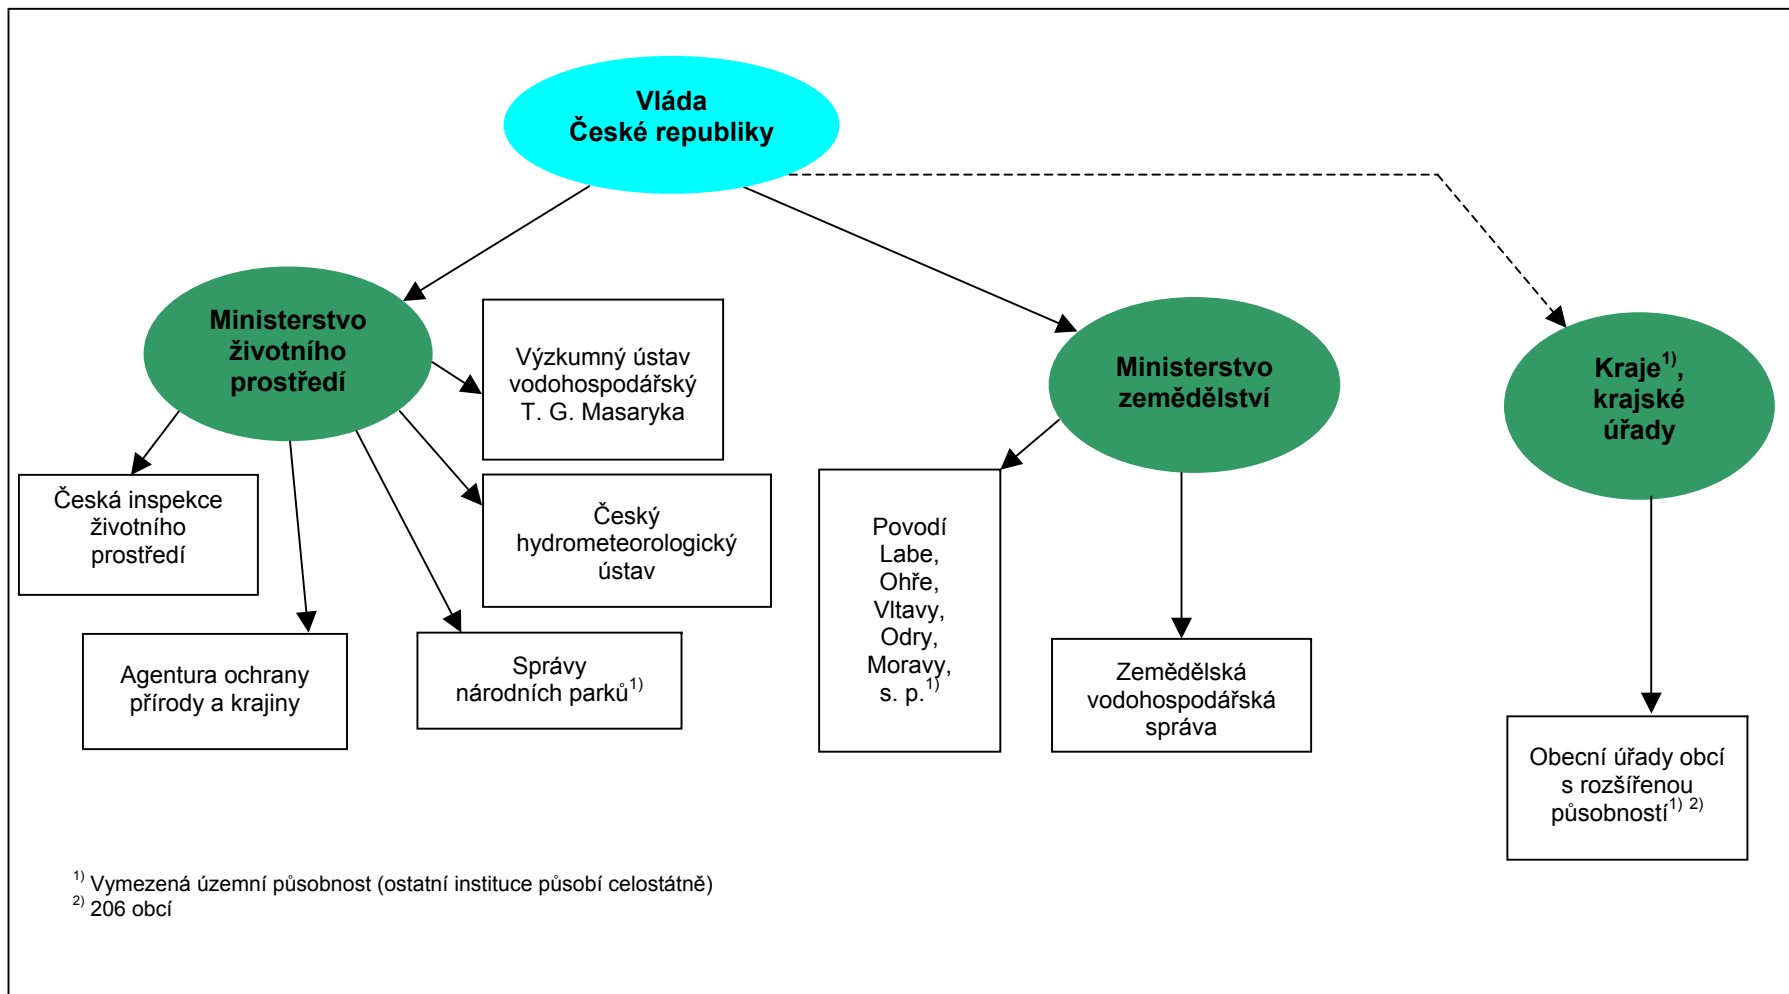 Vláda
České republiky
Ministerstvo
životního
prostředí
Výzkumný ústav
vodohospodářský
T. G. Masaryka
Ministerstvo
zemědělství
Kraje1),
krajské
úřady
Česká inspekce
životního
prostředí
Český
hydrometeorologický
ústav
Povodí
Labe,
Ohře,
Vltavy,
Odry,
Moravy,
s. p.1)
Agentura ochrany
přírody a krajiny
Správy
národních parků1)
Zemědělská
vodohospodářská
správa
Obecní úřady obcí
s rozšířenou
působností1) 2)
1) Vymezená územní působnost (ostatní instituce působí celostátně)
2) 206 obcí